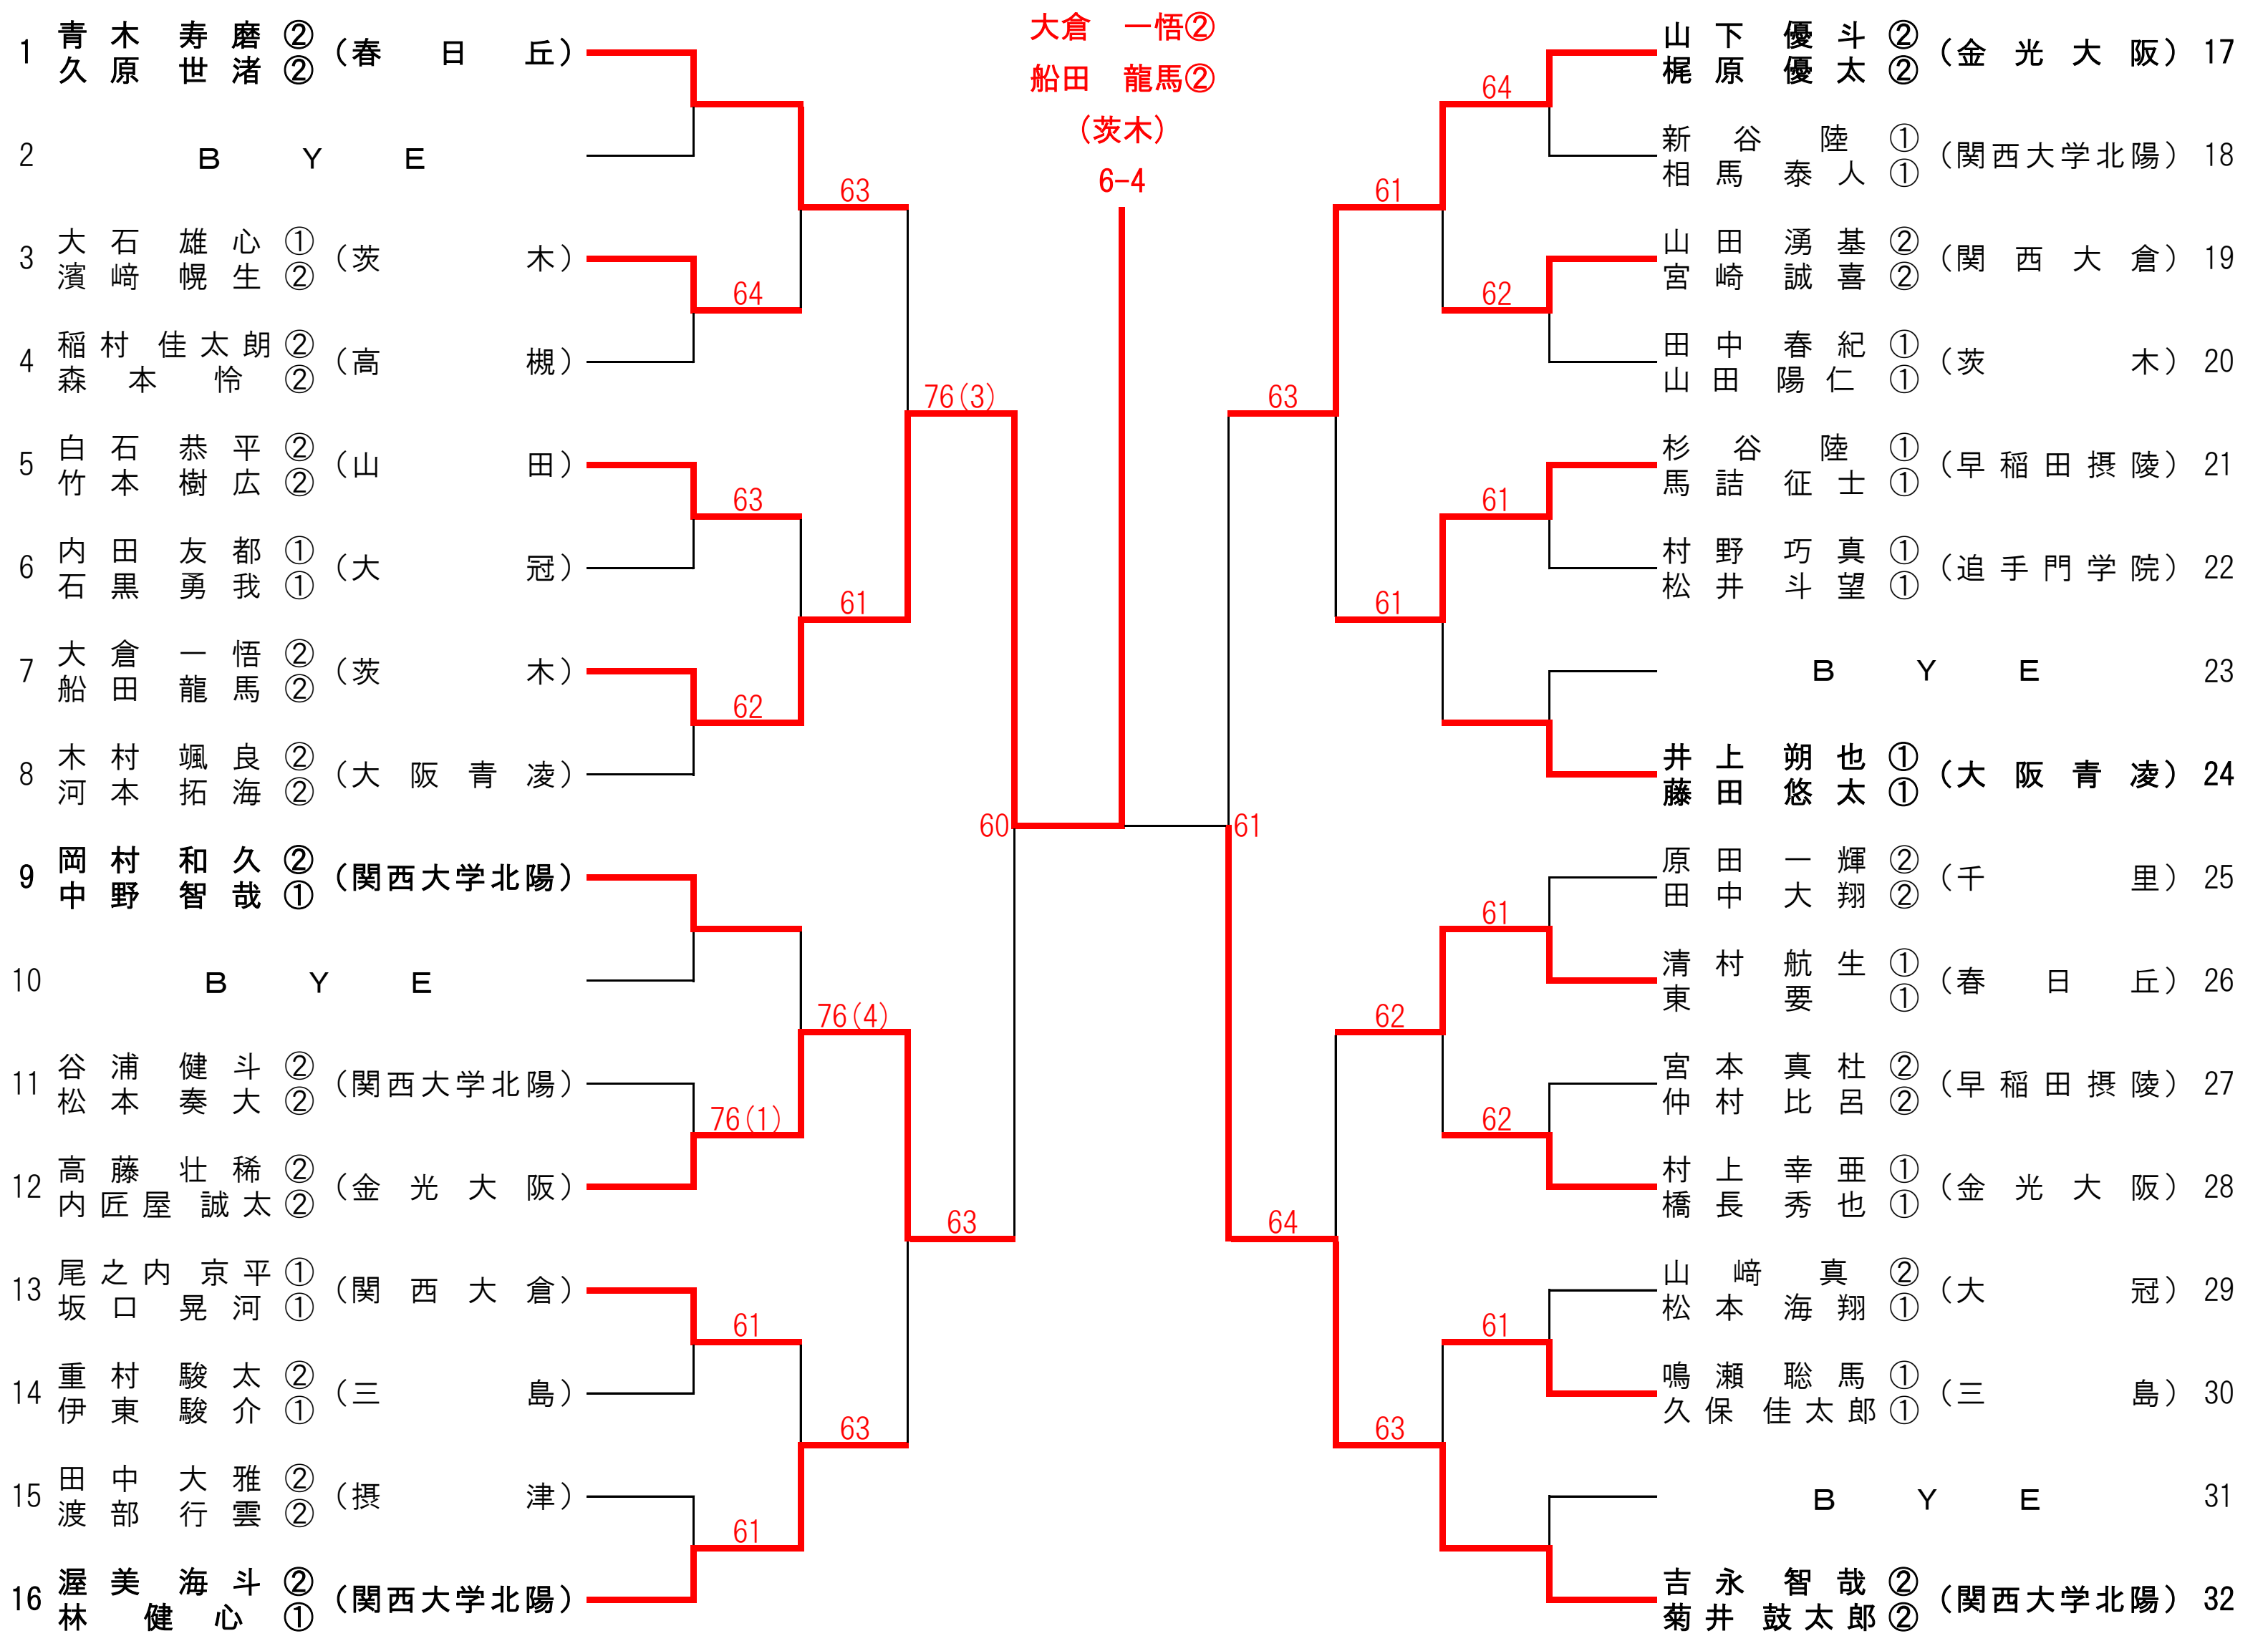 大倉 一悟②
船田 龍馬②
(茨木)
6-4
1 青木 寿磨② (春日丘)
久原 世渚②
2 BYE
63
3 大石 雄心① (茨木)
濱﨑 幌生②
64
4 稲村 佳太朗② (高槻)
森本 怜②
76(3)
5 白石 恭平② (山田)
竹本 樹広②
63
6 内田 友都① (大冠)
石黒 勇我①
61
7 大倉 一悟② (茨木)
船田 龍馬②
62
8 木村 颯良② (大阪青凌)
河本 拓海②
60
9 岡村 和久② (関西大学北陽)
中野 智哉①
10 BYE
76(4)
11 谷浦 健斗② (関西大学北陽)
松本 奏大②
76(1)
12 高藤 壮稀② (金光大阪)
内匠屋 誠太②
63
13 尾之内 京平① (関西大倉)
坂口 晃河①
61
14 重村 駿太② (三島)
伊東 駿介①
63
15 田中 大雅② (摂津)
渡部 行雲②
61
16 渥美 海斗② (関西大学北陽)
林 健心①
山下 優斗② (金光大阪) 17
梶原 優太②
64
新谷 陸① (関西大学北陽) 18
相馬 泰人①
61
山田 湧基② (関西大倉) 19
宮崎 誠喜②
62
田中 春紀① (茨木) 20
山田 陽仁①
63
杉谷 陸① (早稲田摂陵) 21
馬詰 征士①
61
村野 巧真① (追手門学院) 22
松井 斗望①
61
BYE 23
井上 朔也① (大阪青凌) 24
藤田 悠太①
61
原田 一輝② (千里) 25
田中 大翔②
61
清村 航生① (春日丘) 26
東 要①
62
宮本 真杜② (早稲田摂陵) 27
仲村 比呂②
62
村上 幸亜① (金光大阪) 28
橋長 秀也①
64
山﨑 真② (大冠) 29
松本 海翔①
61
鳴瀬 聡馬① (三島) 30
久保 佳太郎①
63
BYE 31
吉永 智哉② (関西大学北陽) 32
菊井 鼓太郎②